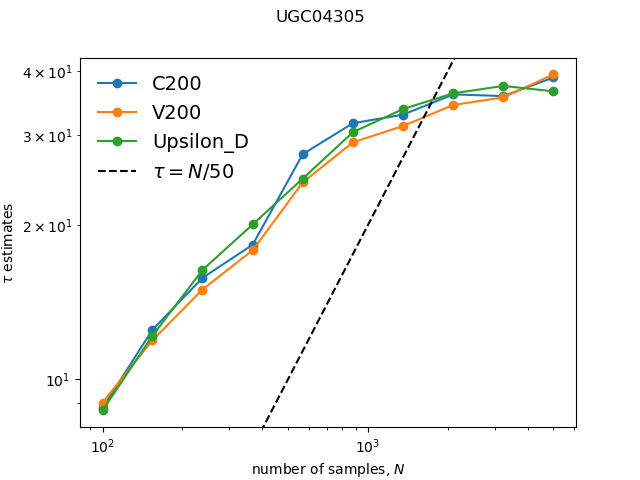 UGC04305
4 × 10¹
3 × 10¹
2 × 10¹
10¹
τ estimates
C200
V200
Upsilon_D
τ = N/50
10² 10³
number of samples, N